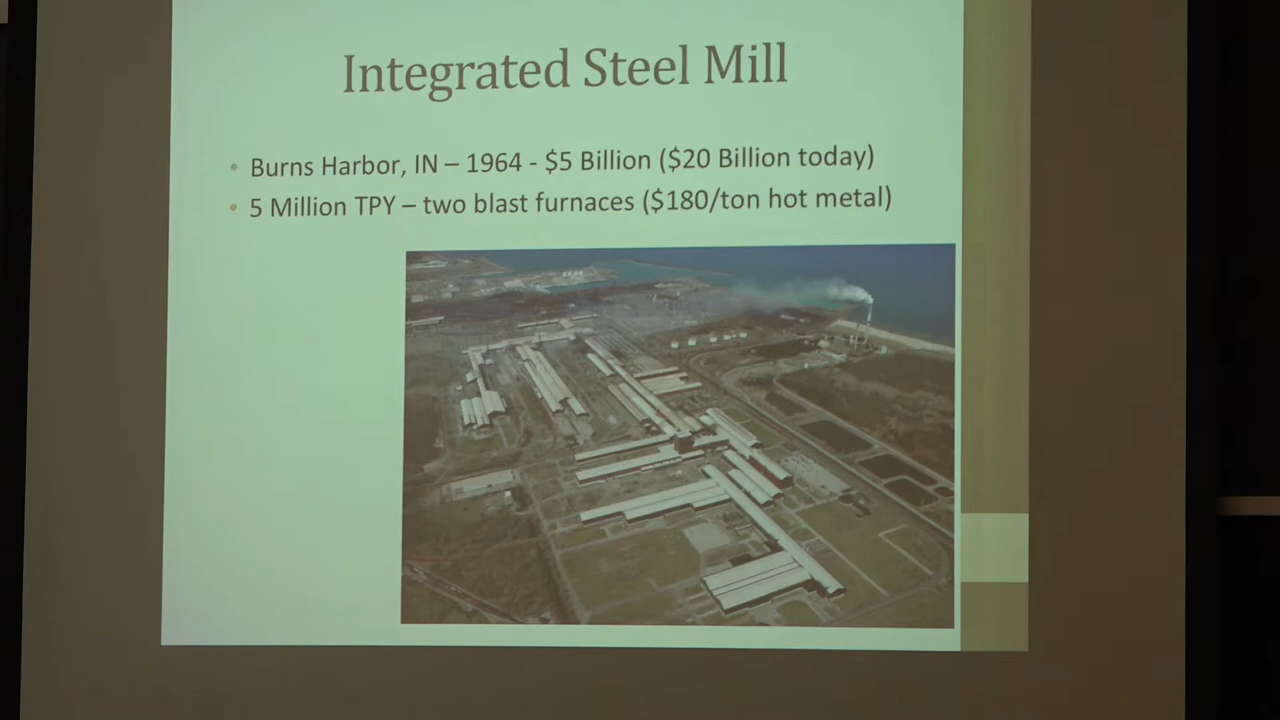 Integrated Steel Mill
• Burns Harbor, IN – 1964 - $5 Billion ($20 Billion today)
• 5 Million TPY – two blast furnaces ($180/ton hot metal)